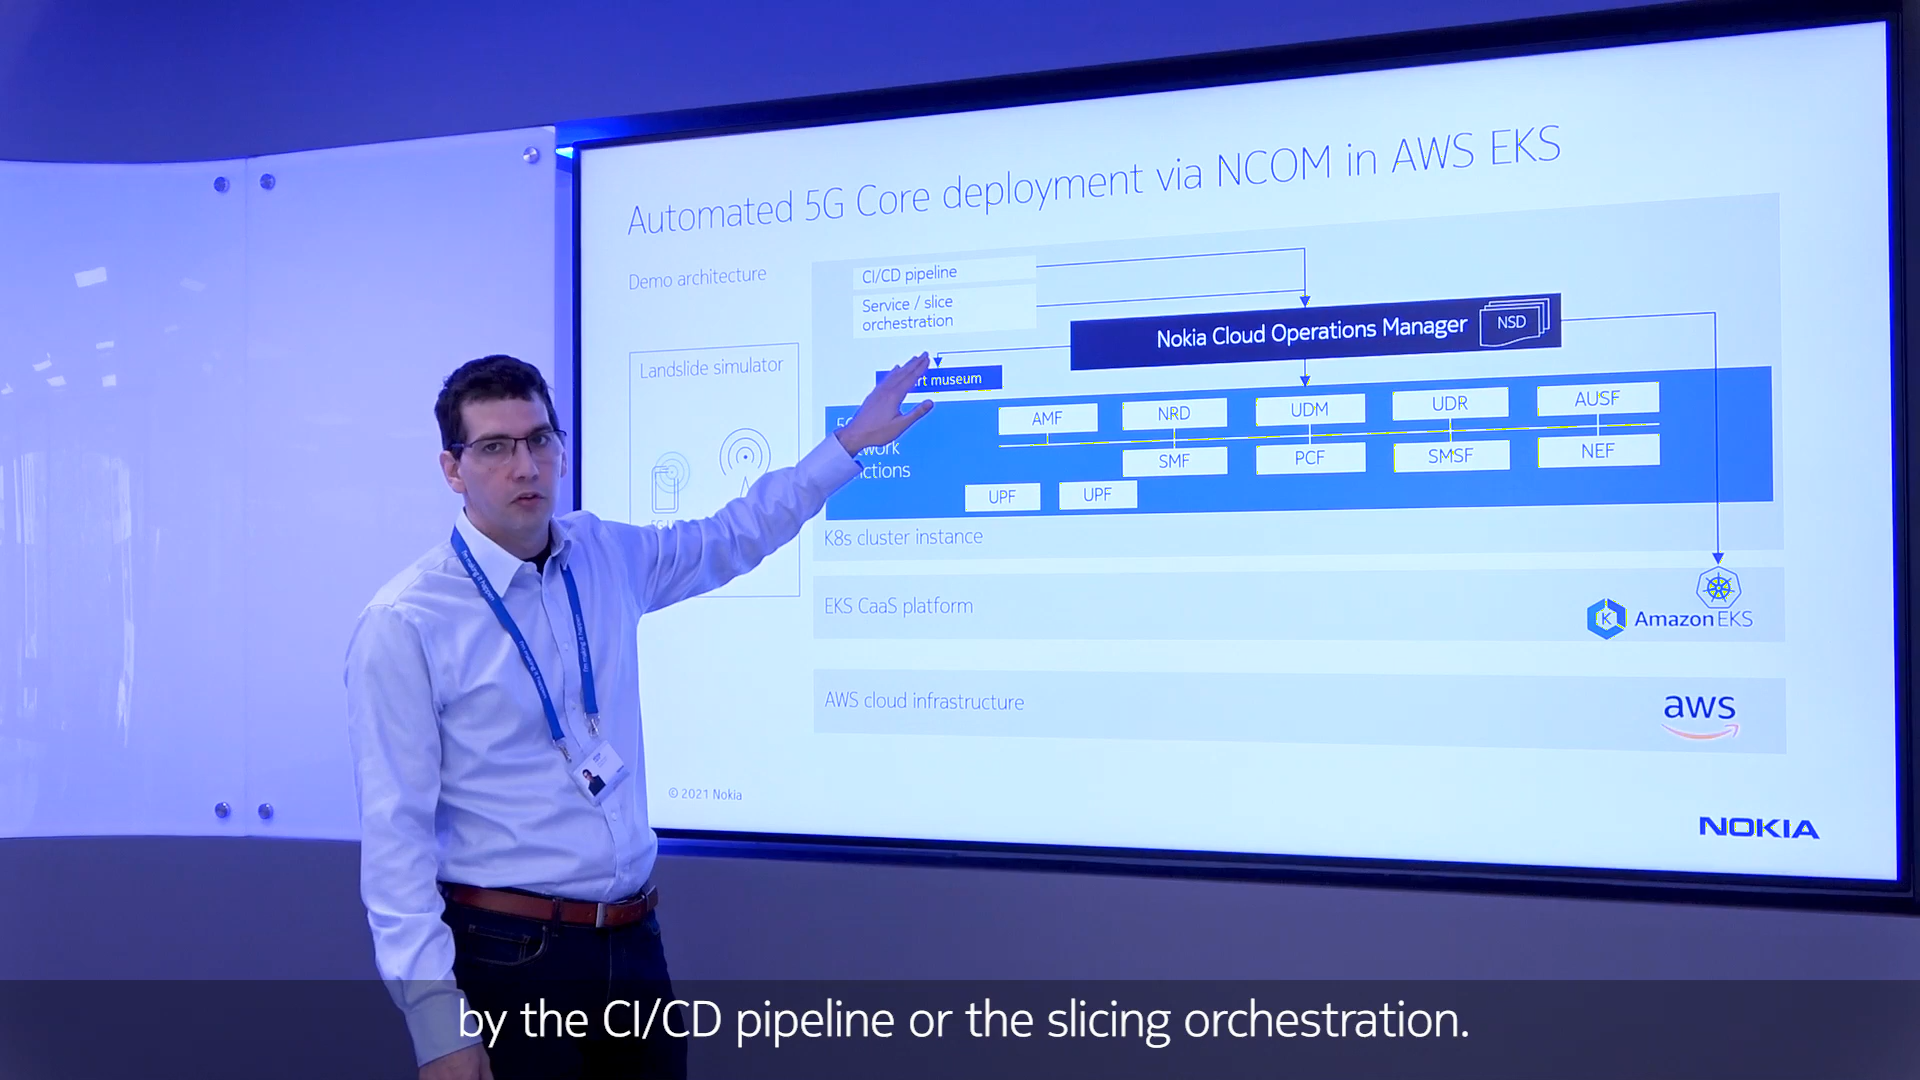 Automated 5G Core deployment via NCOM in AWS EKS
Demo architecture
CI/CD pipeline
Service / slice
orchestration
Nokia Cloud Operations Manager
NSD
Landslide simulator
museum
AMF
NRD
UDM
UDR
AUSF
SMF
PCF
SMSF
NEF
UPF
UPF
K8s cluster instance
EKS CaaS platform
Amazon EKS
K
AWS cloud infrastructure
aws
© 2021 Nokia
NOKIA
I'm making it happen
by the CI/CD pipeline or the slicing orchestration.